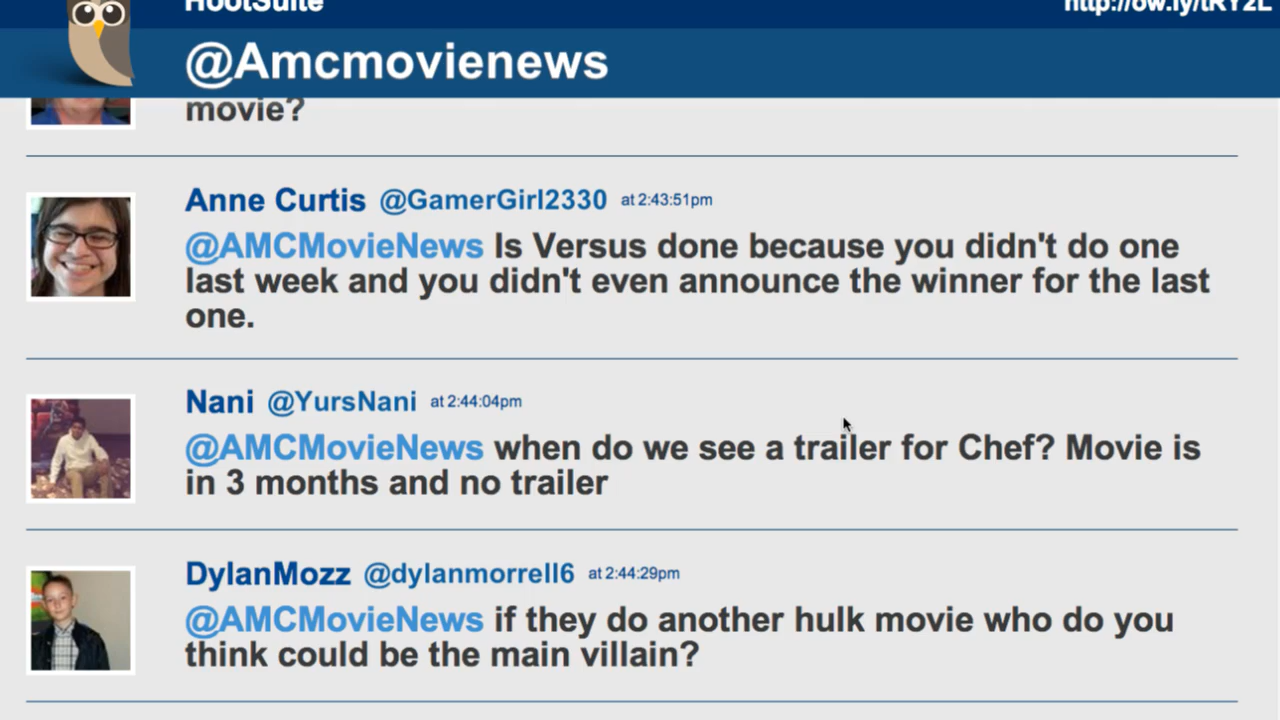 HootSuite
http://ow.ly/tRY2L
@Amcmovienews
movie?
Anne Curtis @GamerGirl2330 at 2:43:51pm
@AMCMovieNews Is Versus done because you didn't do one
last week and you didn't even announce the winner for the last
one.
Nani @YursNani at 2:44:04pm
@AMCMovieNews when do we see a trailer for Chef? Movie is
in 3 months and no trailer
DylanMozz @dylanmorrell6 at 2:44:29pm
@AMCMovieNews if they do another hulk movie who do you
think could be the main villain?